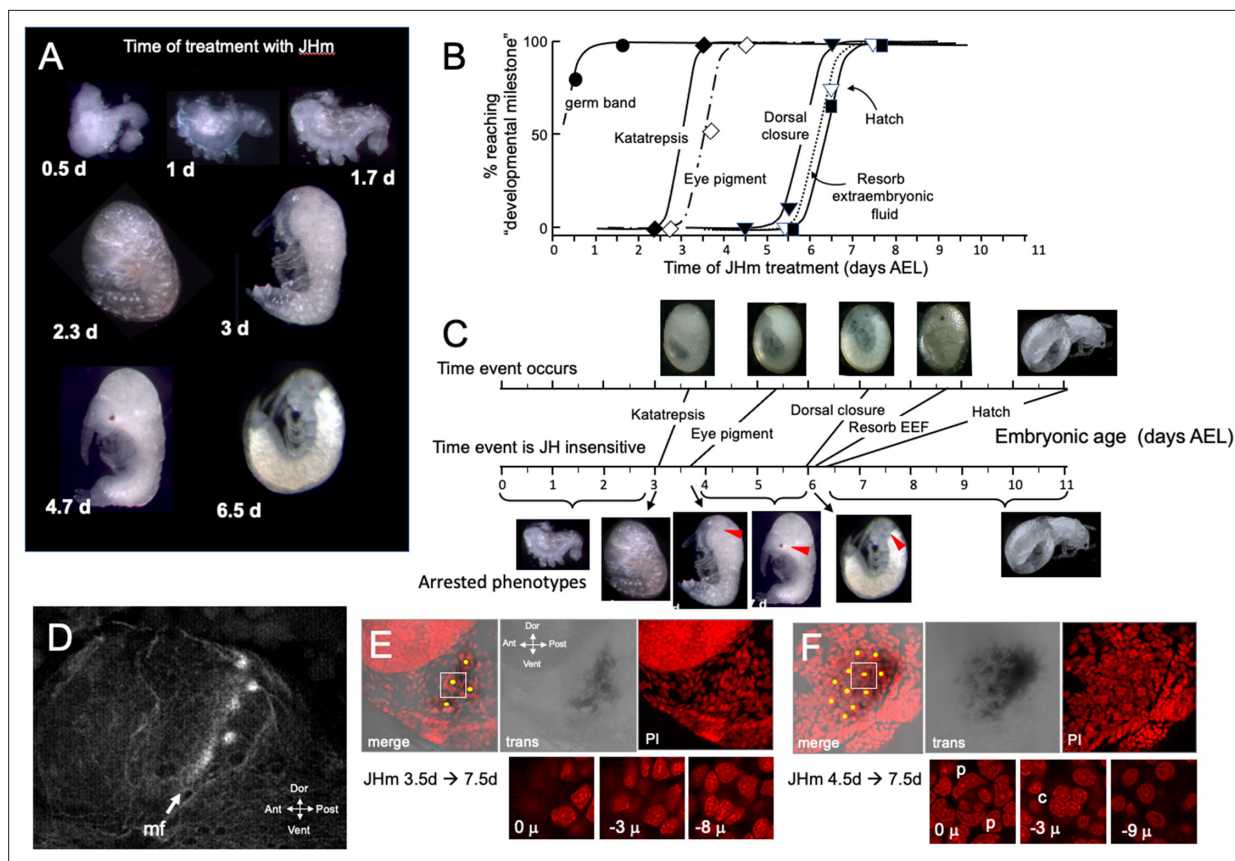 A
Time of treatment with JHm
0.5 d
1 d
1.7 d
2.3 d
3 d
4.7 d
6.5 d
B
% reaching
"developmental milestone"
100
50
0
germ band
Katatrepsis
Eye pigment
Dorsal
closure
Hatch
Resorb
extraembryonic
fluid
0 1 2 3 4 5 6 7 8 9 10 11
Time of JHm treatment (days AEL)
C
Time event occurs
Katatrepsis
Eye pigment
Dorsal closure
Resorb EEF
Hatch
Embryonic age (days AEL)
Time event is JH insensitive
0 1 2 3 4 5 6 7 8 9 10 11
Arrested phenotypes
D
mf
Dor
Ant Post
Vent
E
Dor
Ant Post
Vent
merge
trans
PI
JHm 3.5d → 7.5d
0 μ
-3 μ
-8 μ
F
merge
trans
PI
JHm 4.5d → 7.5d
p
p
0 μ
c
-3 μ
-9 μ